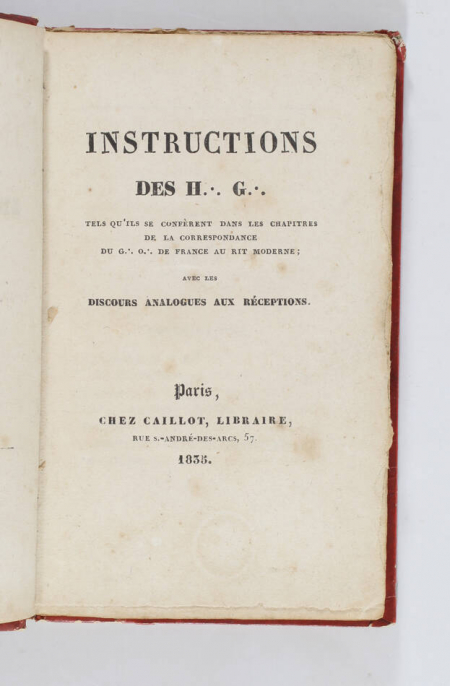 INSTRUCTIONS
DES H.·. G.·.
TELS QU'ILS SE CONFÈRENT DANS LES CHAPITRES
DE LA CORRESPONDANCE
DU G.·. O.·. DE FRANCE AU RIT MODERNE;
AVEC LES
DISCOURS ANALOGUES AUX RÉCEPTIONS.
Paris,
CHEZ CAILLOT, LIBRAIRE,
RUE S.-ANDRÉ-DES-ARCS, 57.
1835.